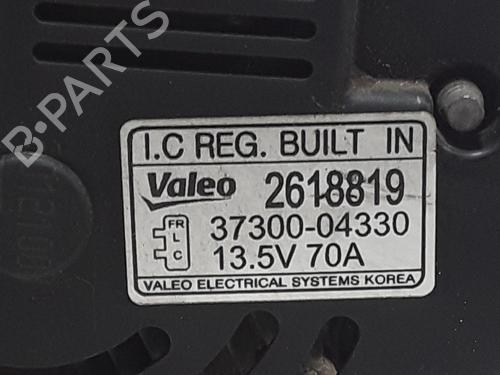 B-PARTS
I.C REG. BUILT IN
Valeo 2618819
FR
L
C
37300-04330
13.5V 70A
VALEO ELECTRICAL SYSTEMS KOREA